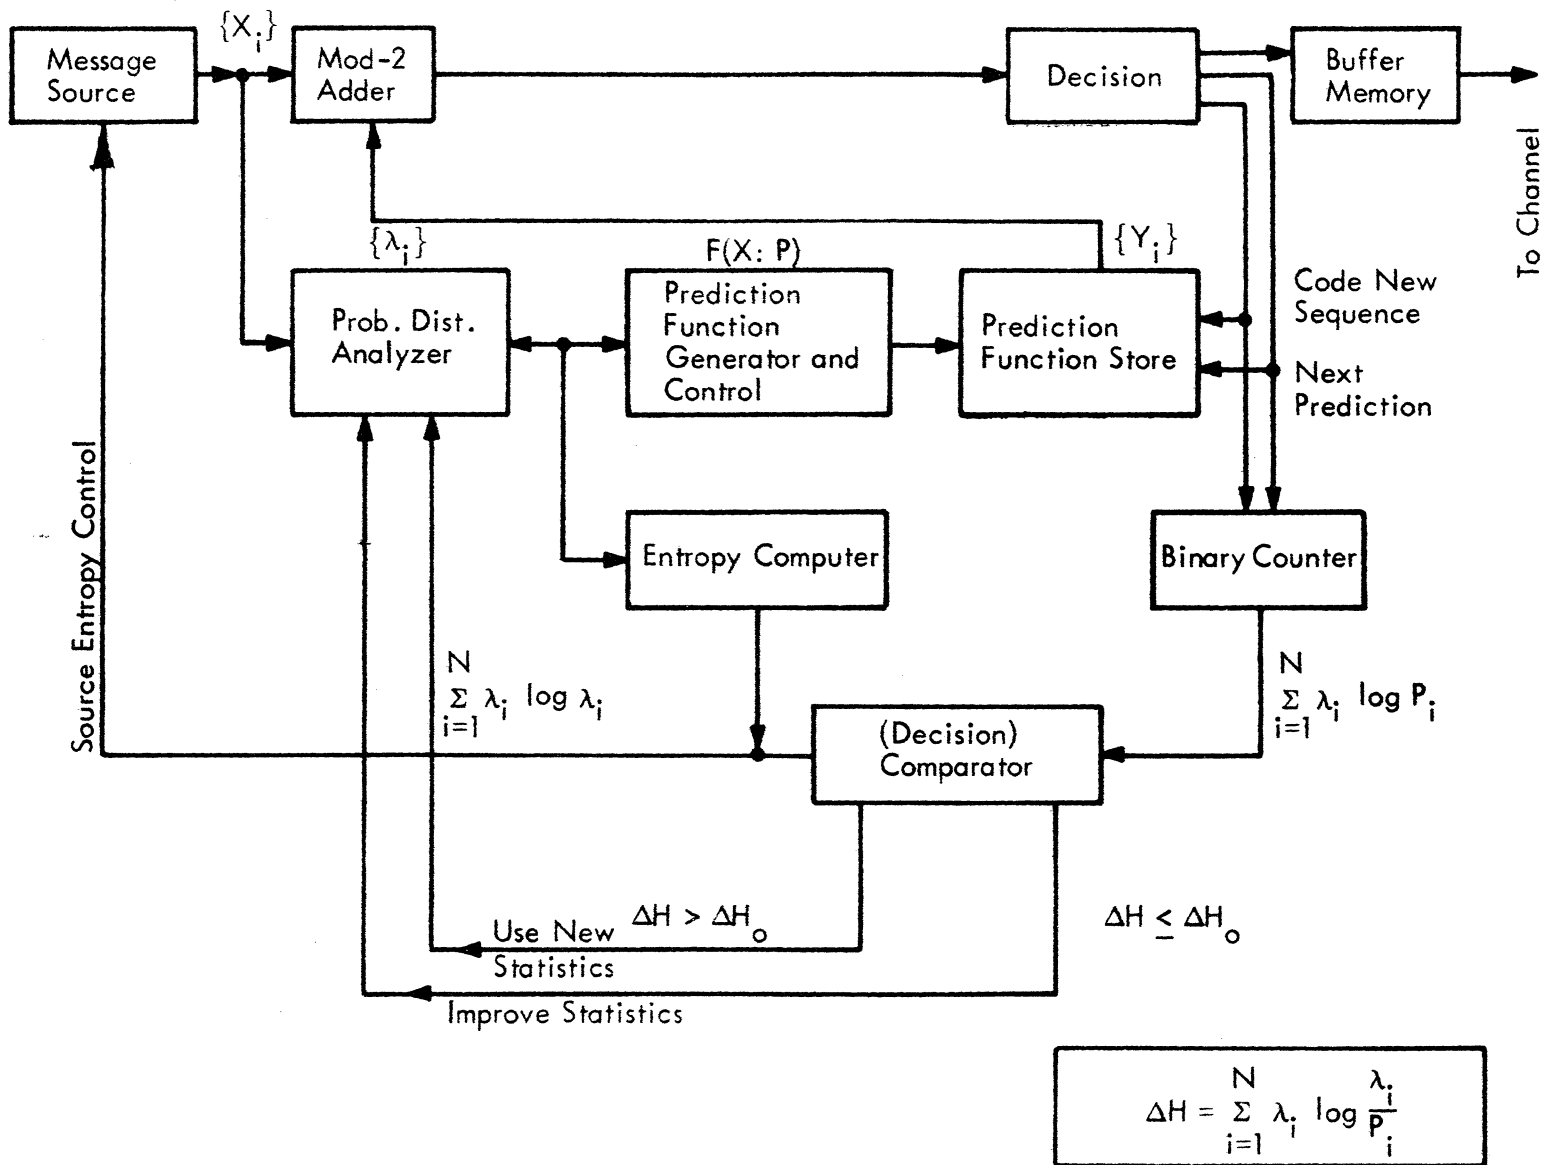 {X_i}
Message
Source
Mod-2
Adder
Decision
Buffer
Memory
To Channel
{λ_i}
F(X: P)
{Y_i}
Prob. Dist.
Analyzer
Prediction
Function
Generator and
Control
Prediction
Function Store
Code New
Sequence
Next
Prediction
Source Entropy Control
Entropy Computer
Binary Counter
N
Σ λ_i log λ_i
i=1
N
Σ λ_i log P_i
i=1
(Decision)
Comparator
Use New
Statistics
ΔH > ΔH_o
ΔH ≤ ΔH_o
Improve Statistics
N λ_i
ΔH = Σ λ_i log —
i=1 P_i